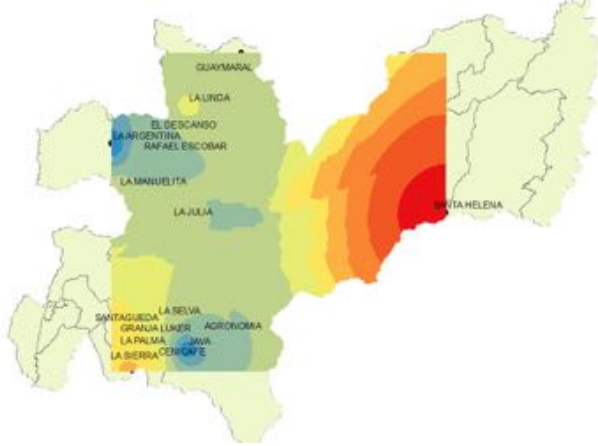 GUAYMARAL
LA LINDA
EL DESCANSO
LA ARGENTINA
RAFAEL ESCOBAR
LA MANUELITA
LA JULIA
SANTA HELENA
LA SELVA
SANTAGUEDA
GRANJA LUKER AGRONOMIA
LA PALMA JAVA
LA SIERRA CENICAFE